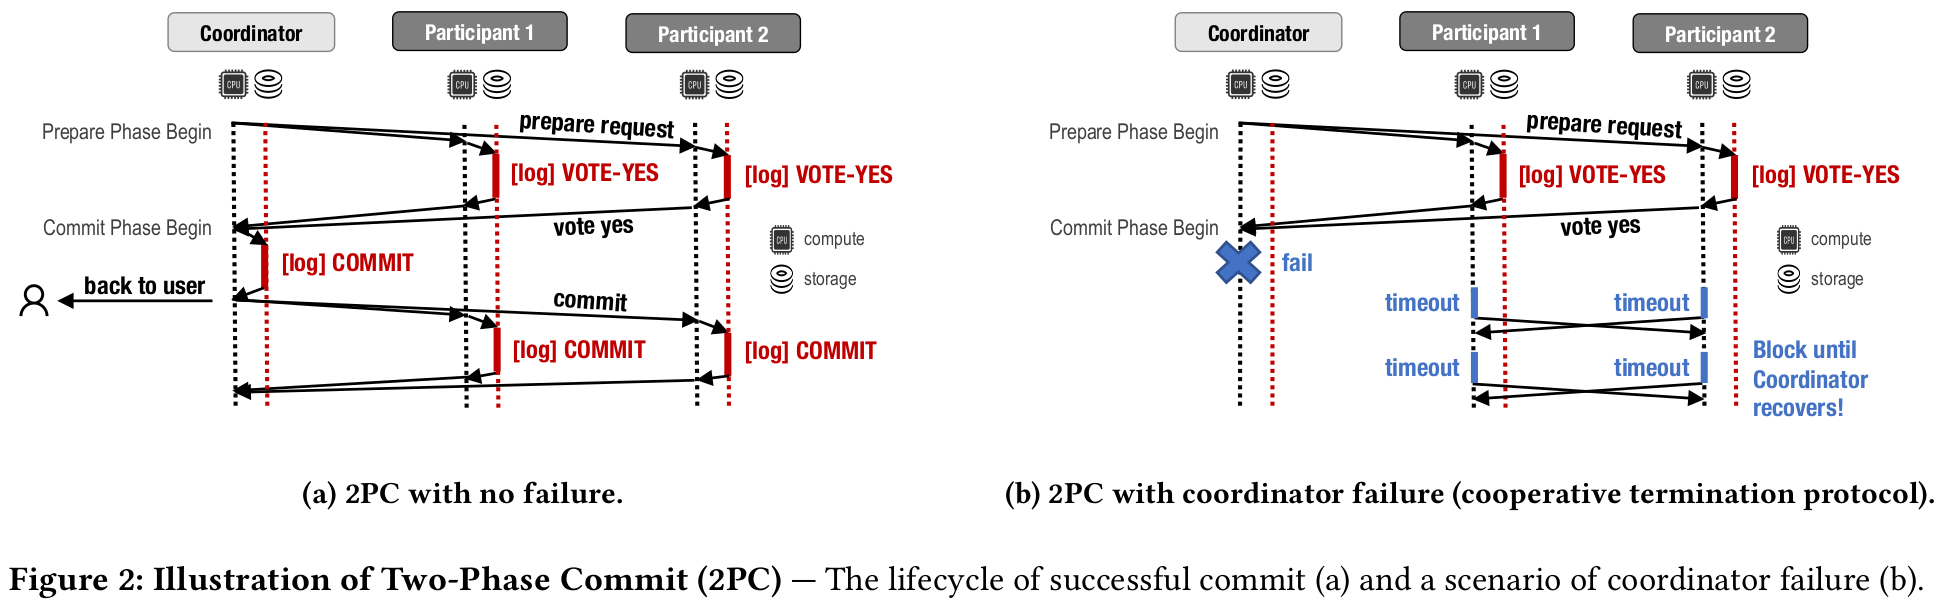 Coordinator
Participant 1
Participant 2
CPU
CPU
CPU
Prepare Phase Begin
prepare request
[log] VOTE-YES
[log] VOTE-YES
Commit Phase Begin
vote yes
CPU
compute
[log] COMMIT
storage
back to user
commit
[log] COMMIT
[log] COMMIT
(a) 2PC with no failure.
Coordinator
Participant 1
Participant 2
CPU
CPU
CPU
Prepare Phase Begin
prepare request
[log] VOTE-YES
[log] VOTE-YES
Commit Phase Begin
vote yes
CPU
compute
fail
storage
timeout
timeout
timeout
timeout
Block until
Coordinator
recovers!
(b) 2PC with coordinator failure (cooperative termination protocol).
Figure 2: Illustration of Two-Phase Commit (2PC) — The lifecycle of successful commit (a) and a scenario of coordinator failure (b).